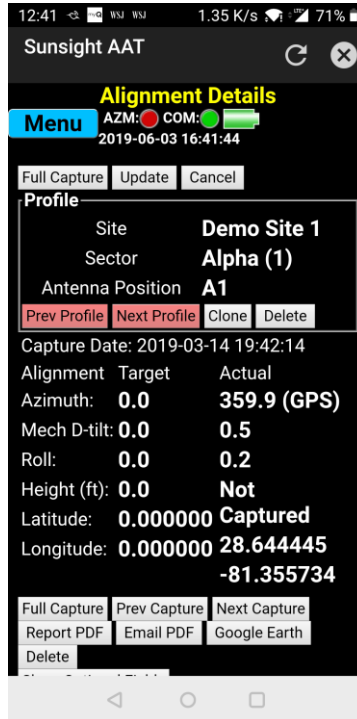 12:41 WSJ WSJ 1.35 K/s LTE 71%
Sunsight AAT
Alignment Details
Menu AZM: COM:
2019-06-03 16:41:44
Full Capture Update Cancel
Profile
Site Demo Site 1
Sector Alpha (1)
Antenna Position A1
Prev Profile Next Profile Clone Delete
Capture Date: 2019-03-14 19:42:14
Alignment Target Actual
Azimuth: 0.0 359.9 (GPS)
Mech D-tilt: 0.0 0.5
Roll: 0.0 0.2
Height (ft): 0.0 Not
Latitude: 0.000000 Captured
Longitude: 0.000000 28.644445
-81.355734
Full Capture Prev Capture Next Capture
Report PDF Email PDF Google Earth
Delete